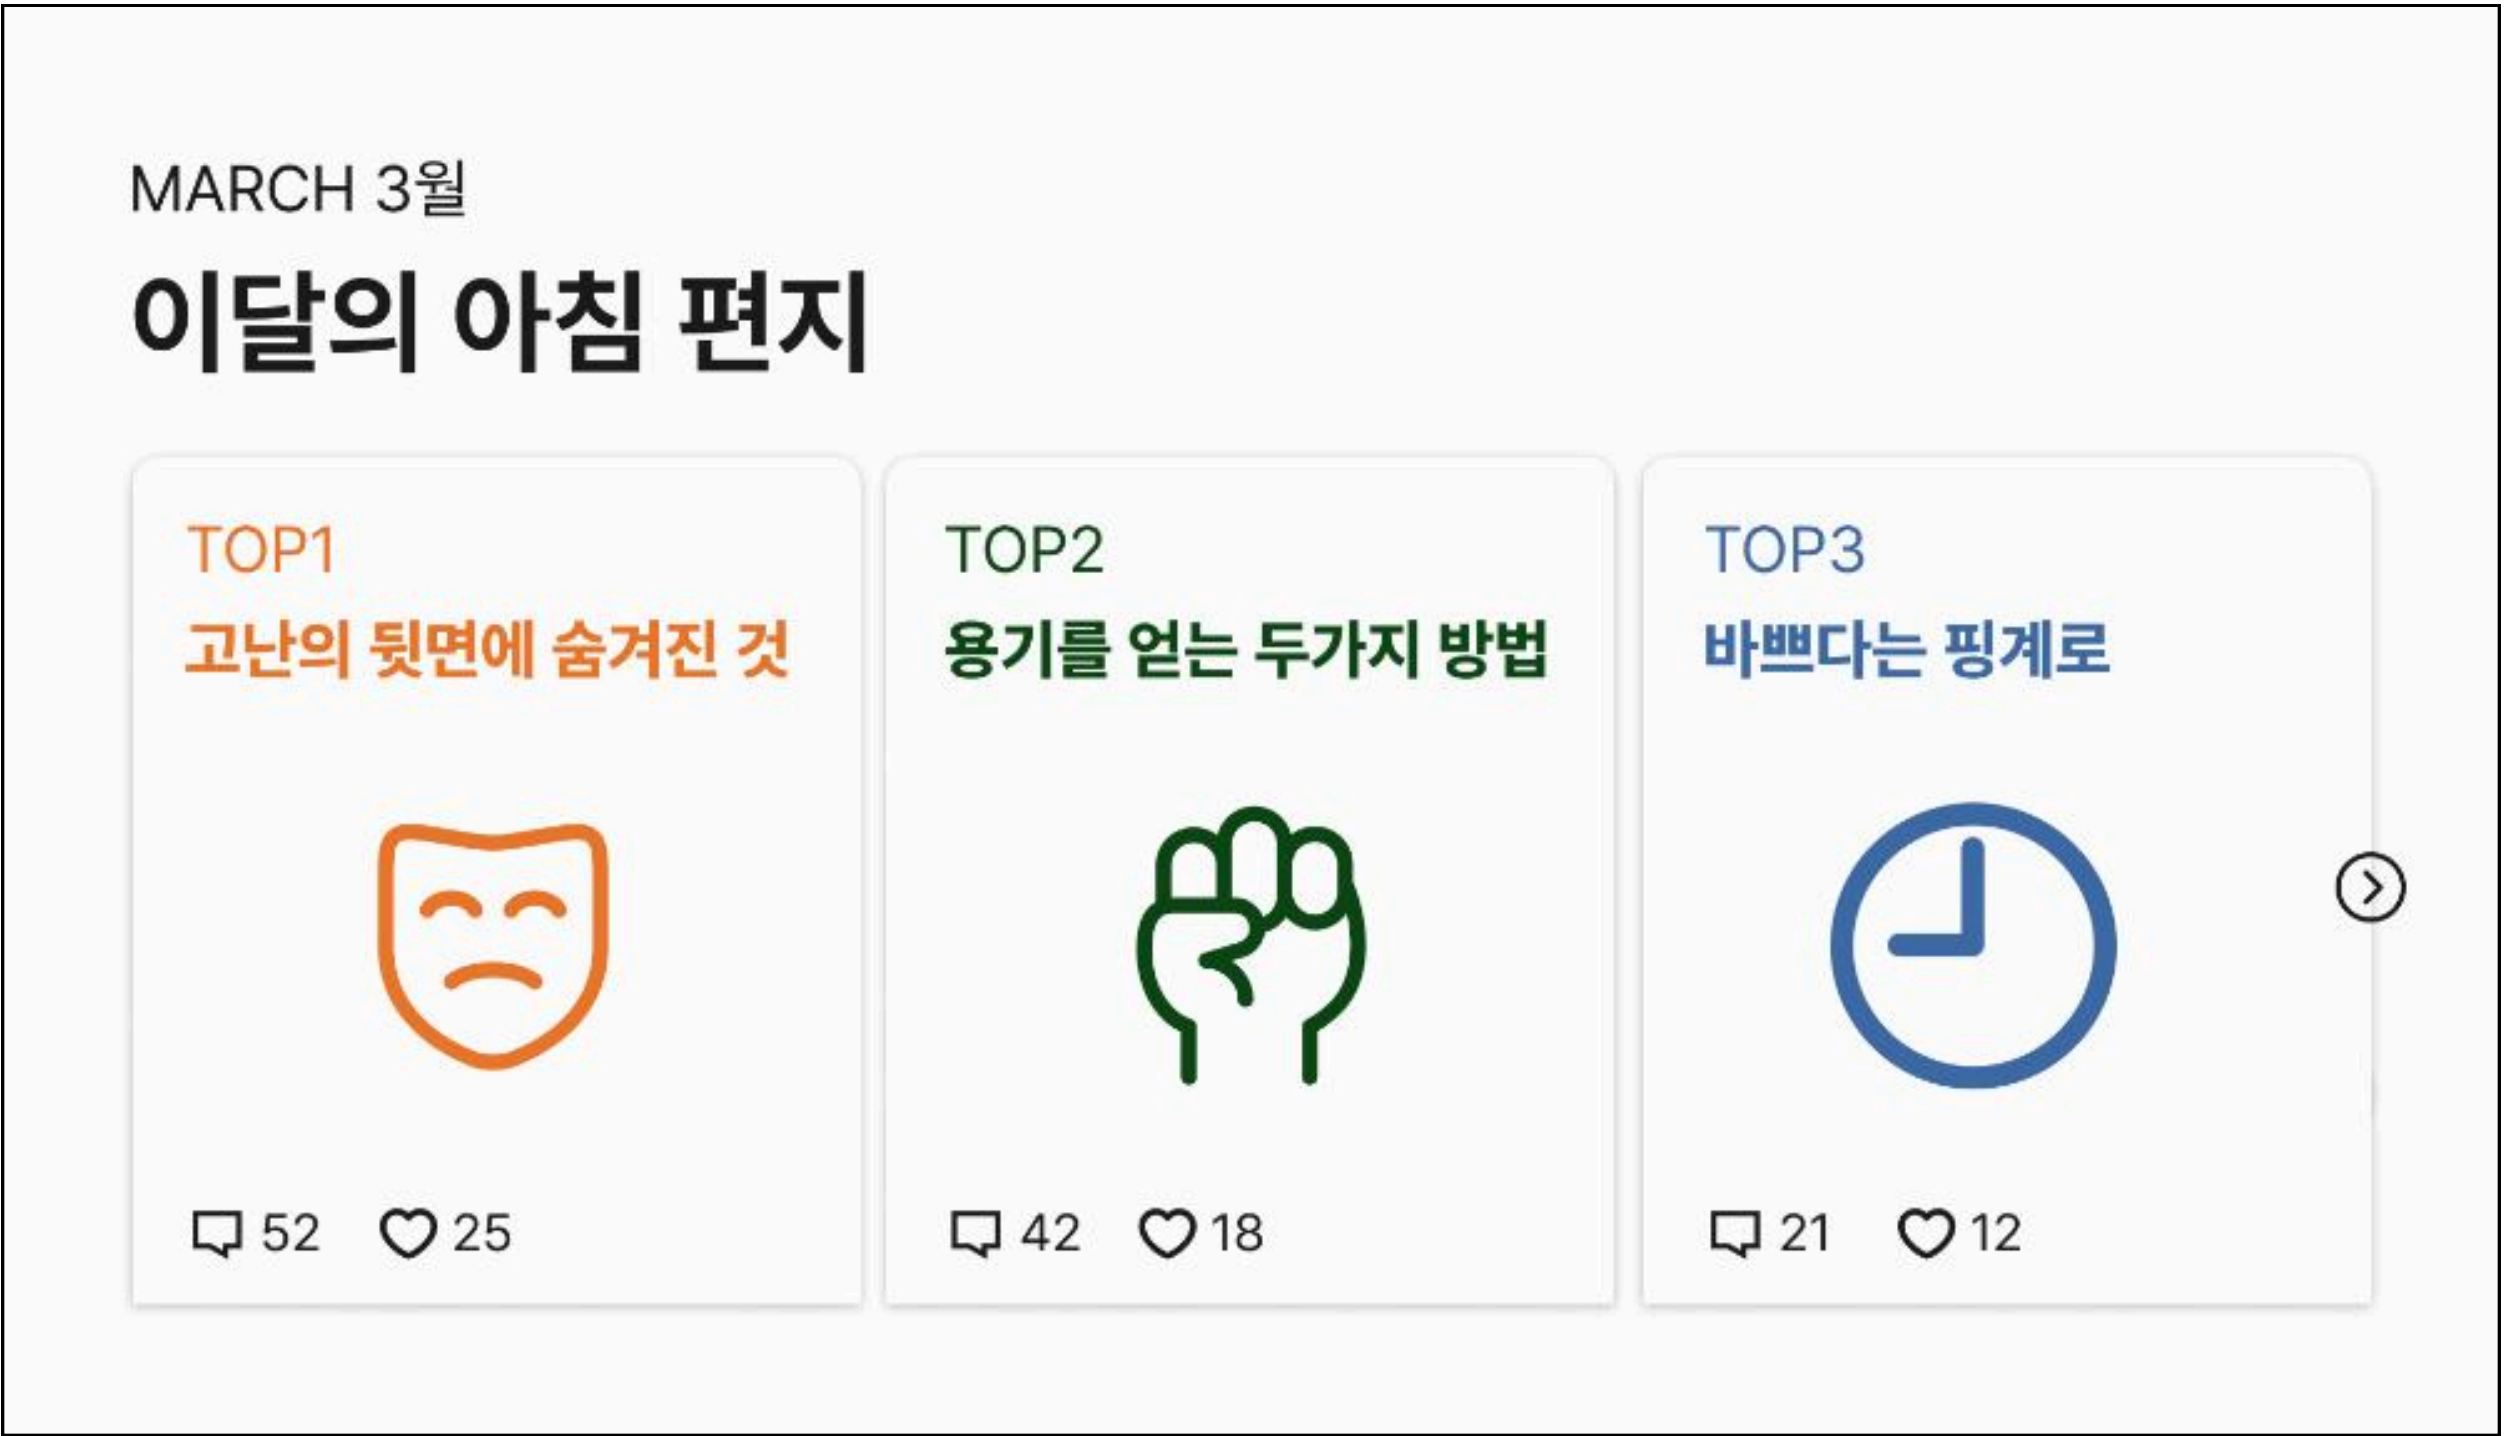 MARCH 3월
이달의 아침 편지
TOP1
고난의 뒷면에 숨겨진 것
52 25
TOP2
용기를 얻는 두가지 방법
42 18
TOP3
바쁘다는 핑계로
21 12